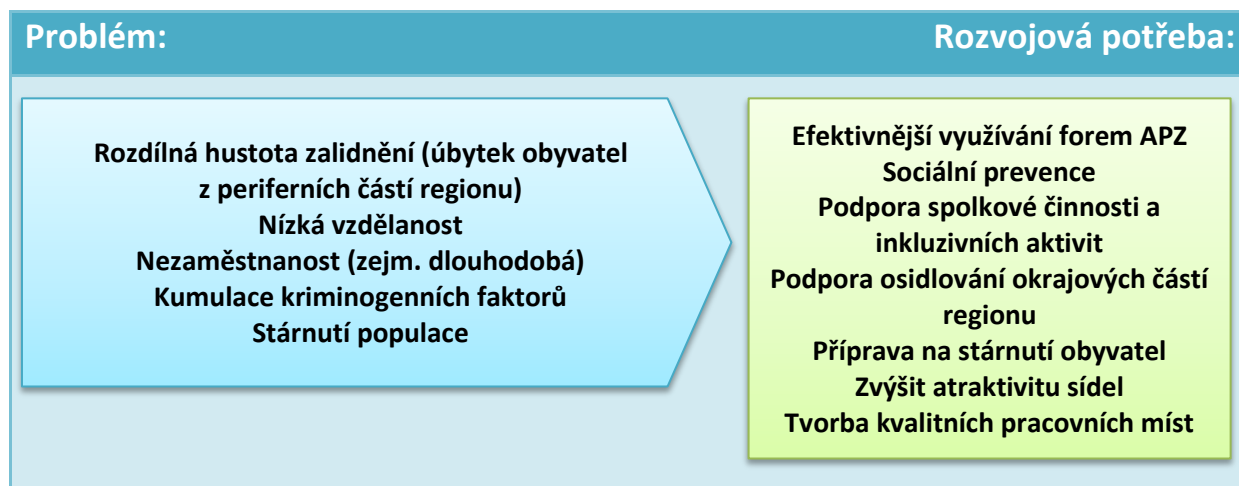 Problém:
Rozvojová potřeba:
Rozdílná hustota zalidnění (úbytek obyvatel
z periferních částí regionu)
Nízká vzdělanost
Nezaměstnanost (zejm. dlouhodobá)
Kumulace kriminogenních faktorů
Stárnutí populace
Efektivnější využívání forem APZ
Sociální prevence
Podpora spolkové činnosti a
inkluzivních aktivit
Podpora osidlování okrajových částí
regionu
Příprava na stárnutí obyvatel
Zvýšit atraktivitu sídel
Tvorba kvalitních pracovních míst